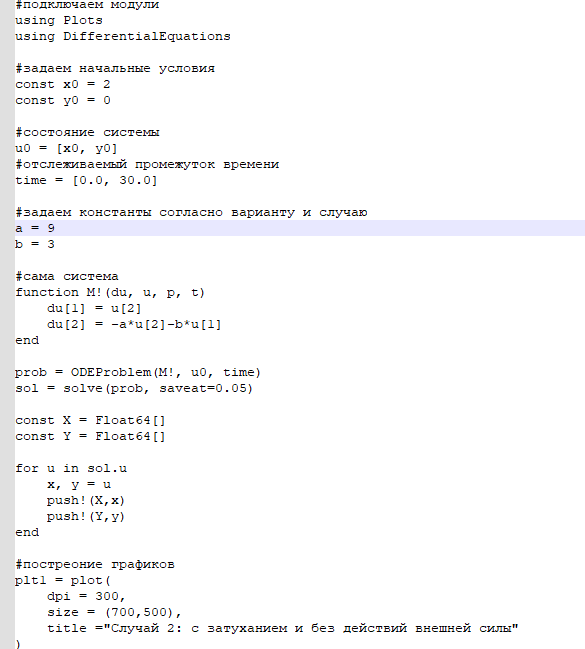 #подключаем модули
using Plots
using DifferentialEquations

#задаем начальные условия
const x0 = 2
const y0 = 0

#состояние системы
u0 = [x0, y0]
#отслеживаемый промежуток времени
time = [0.0, 30.0]

#задаем константы согласно варианту и случаю
a = 9
b = 3

#сама система
function M!(du, u, p, t)
    du[1] = u[2]
    du[2] = -a*u[2]-b*u[1]
end

prob = ODEProblem(M!, u0, time)
sol = solve(prob, saveat=0.05)

const X = Float64[]
const Y = Float64[]

for u in sol.u
    x, y = u
    push!(X,x)
    push!(Y,y)
end

#постреоние графиков
plt1 = plot(
    dpi = 300,
    size = (700,500),
    title ="Случай 2: с затуханием и без действий внешней силы"
)